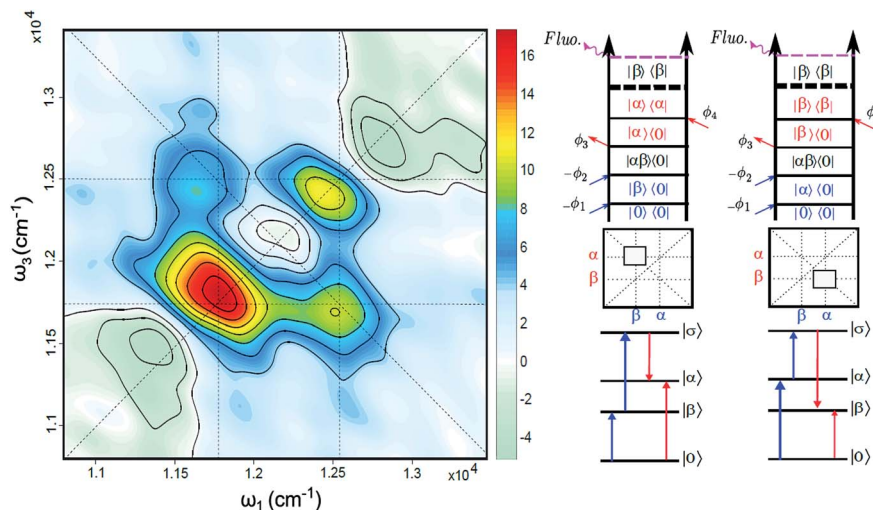 ×10⁴
1.3
1.25
1.2
1.15
1.1
ω₃ (cm⁻¹)
1.1
1.15
1.2
1.25
1.3
×10⁴
ω₁ (cm⁻¹)
16
14
12
10
8
6
4
2
0
-2
-4
Fluo.
|β⟩ ⟨β|
|α⟩ ⟨α|
ϕ₄
|α⟩ ⟨0|
ϕ₃
|αβ⟩⟨0|
-ϕ₂
|β⟩ ⟨0|
-ϕ₁
|0⟩ ⟨0|
α
β
β α
|σ⟩
|α⟩
|β⟩
|0⟩
Fluo.
|β⟩ ⟨β|
|β⟩ ⟨β|
|β⟩ ⟨0|
ϕ₃
|αβ⟩⟨0|
-ϕ₂
|α⟩ ⟨0|
-ϕ₁
|0⟩ ⟨0|
α
β
β α
|σ⟩
|α⟩
|β⟩
|0⟩